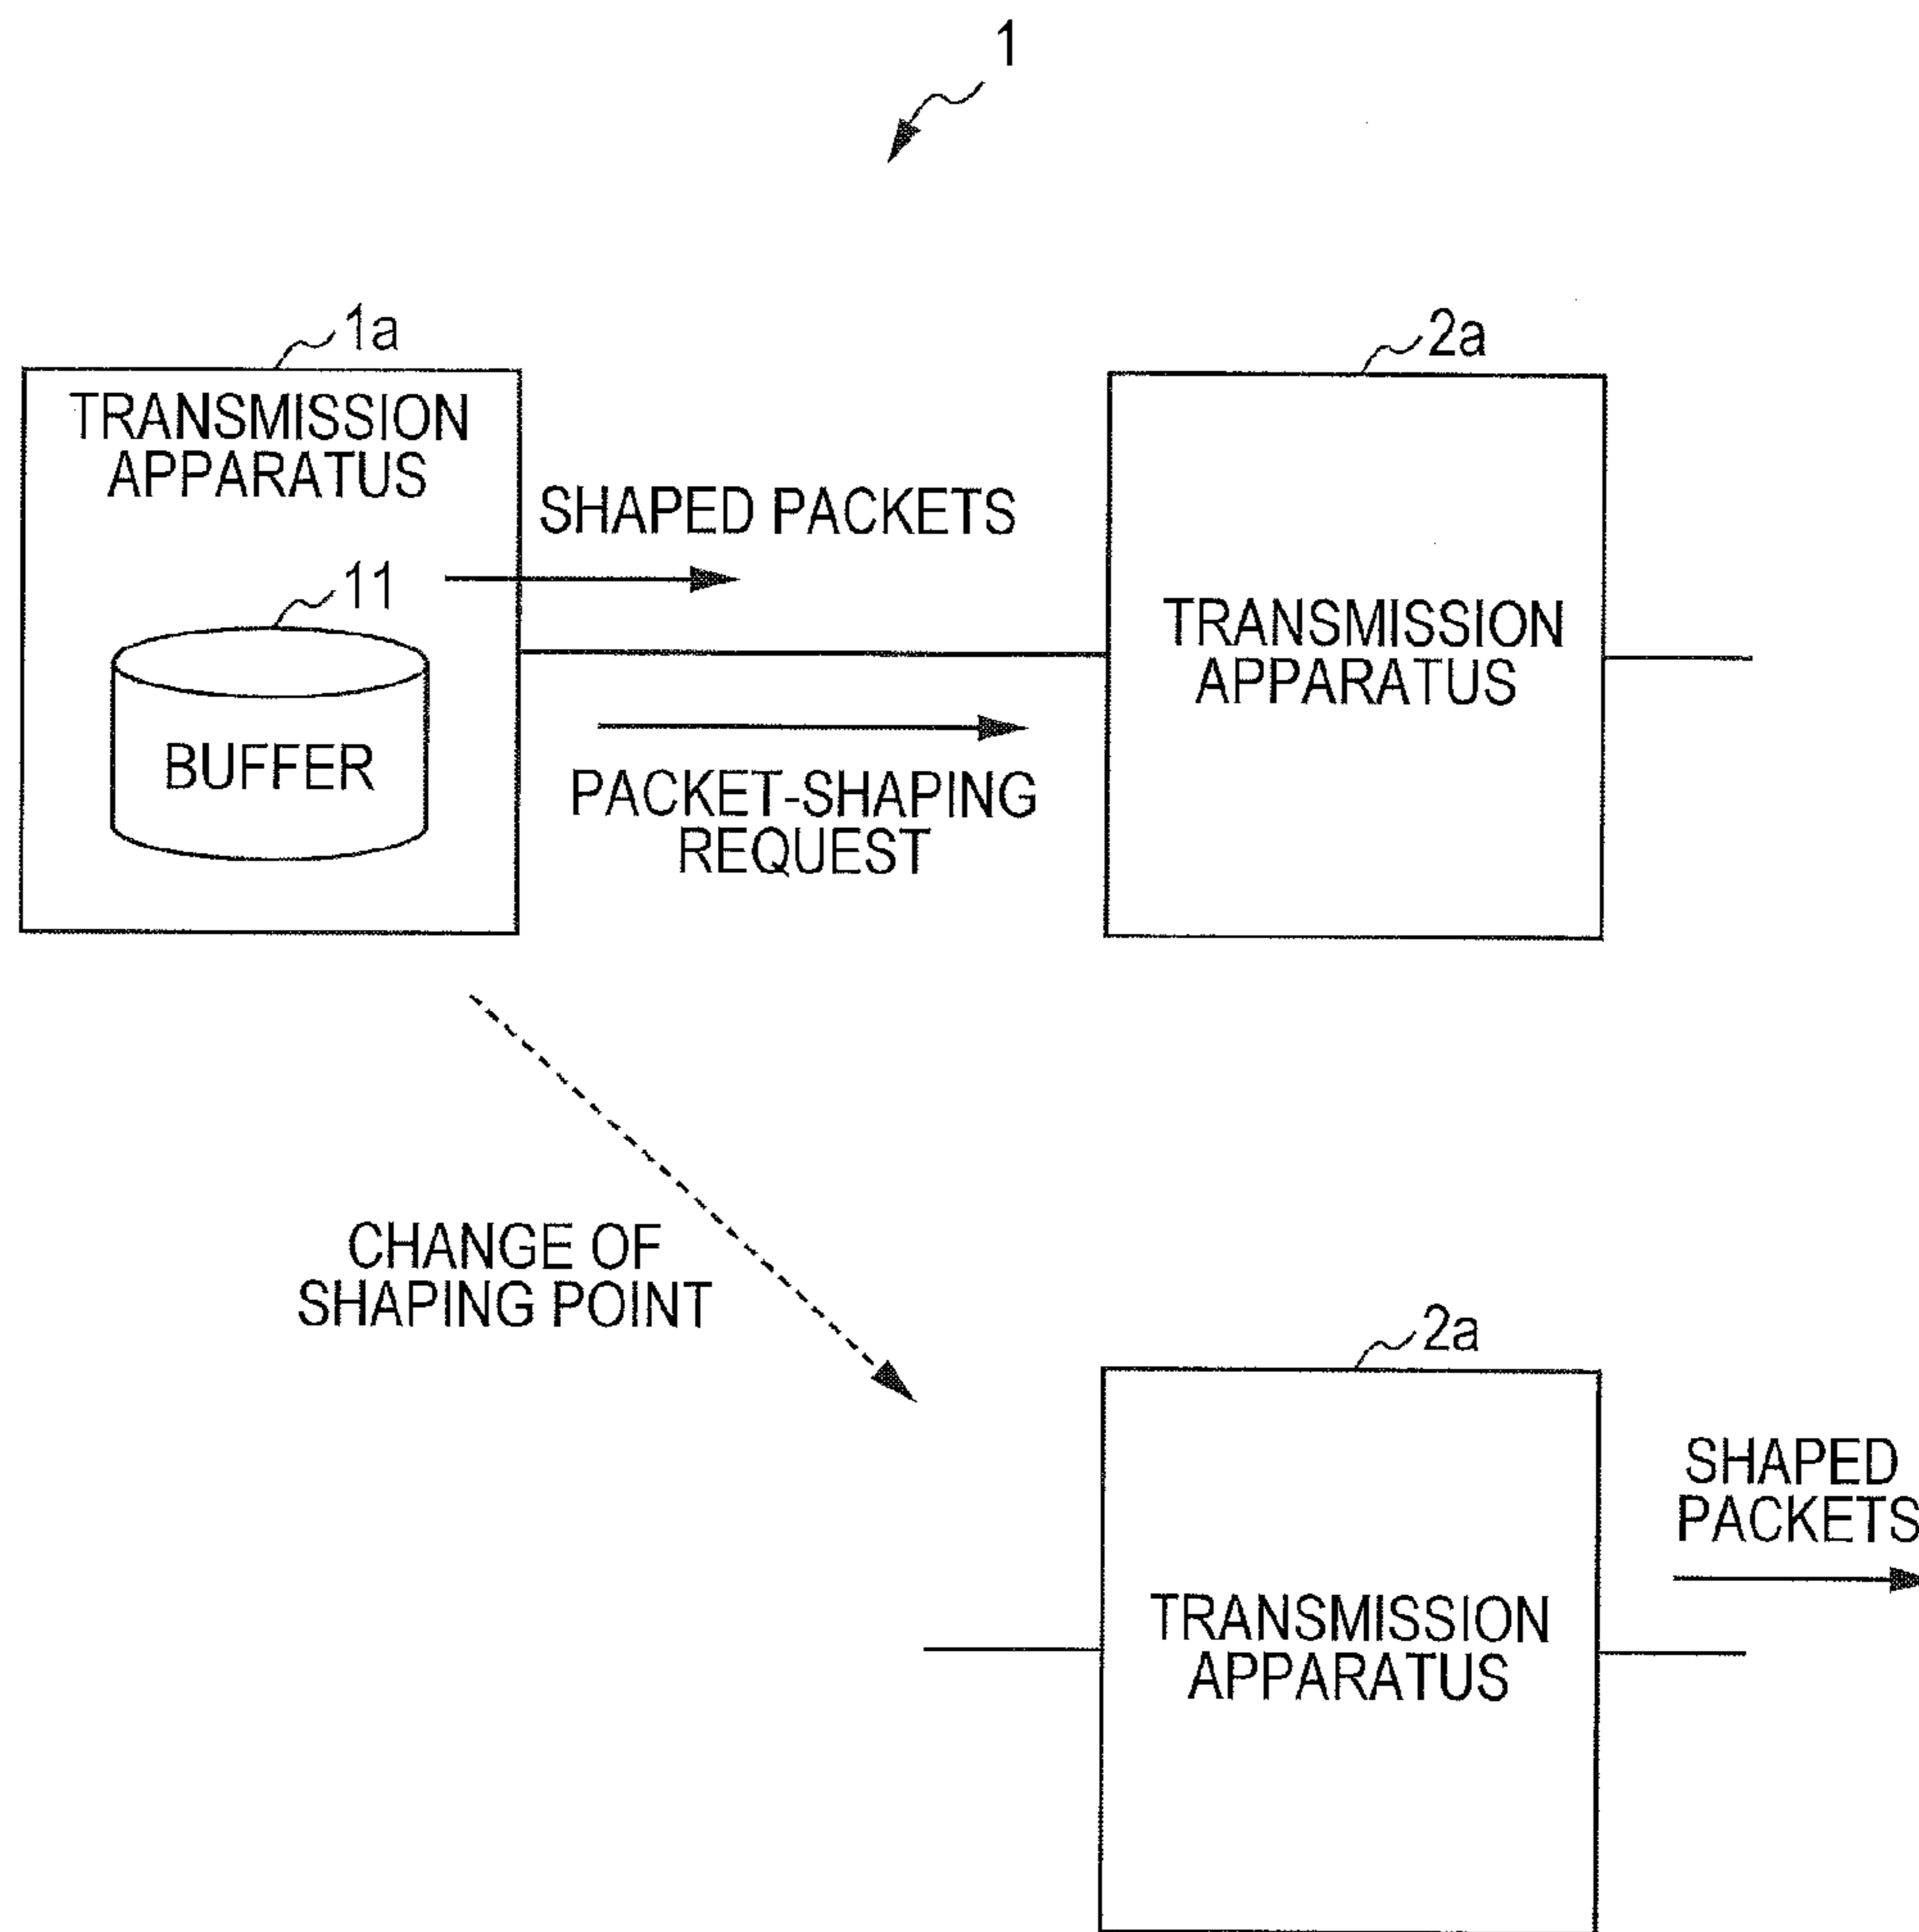 1
1a
2a
TRANSMISSION
APPARATUS
SHAPED PACKETS
11
BUFFER
TRANSMISSION
APPARATUS
PACKET-SHAPING
REQUEST
CHANGE OF
SHAPING POINT
2a
SHAPED
PACKETS
TRANSMISSION
APPARATUS